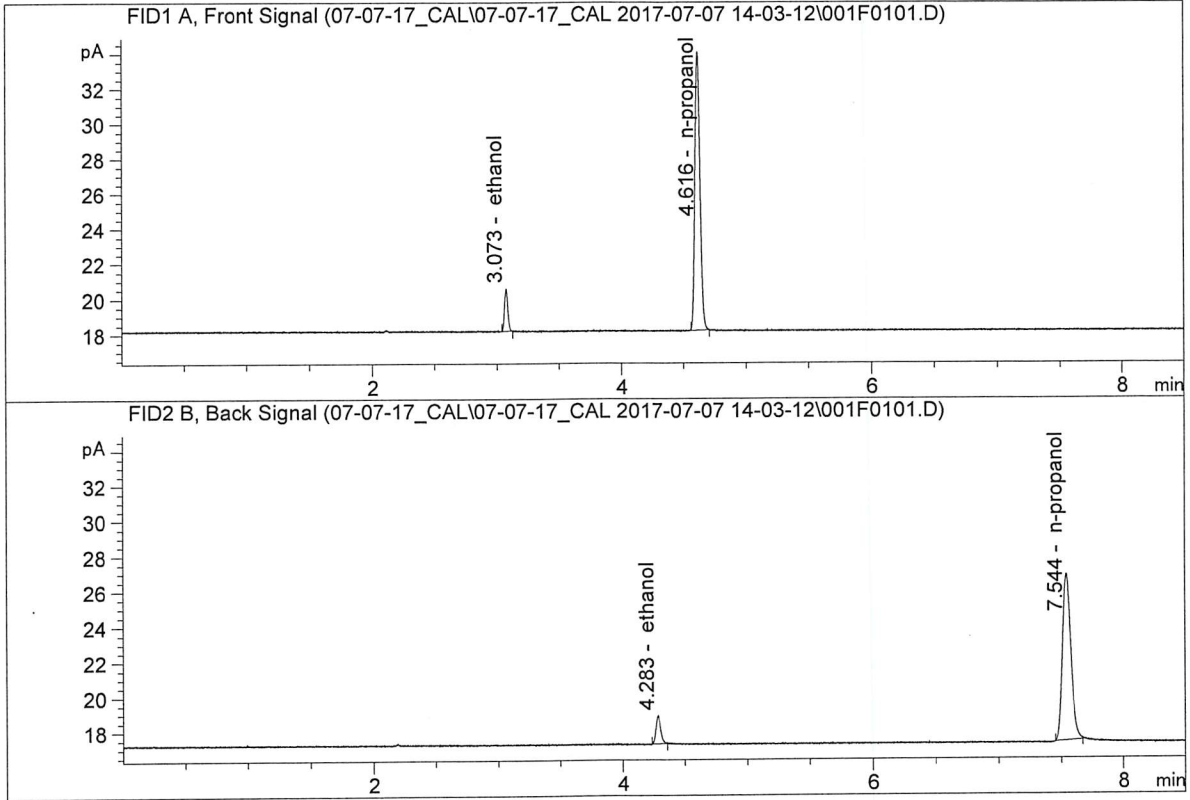 FID1 A, Front Signal (07-07-17_CAL\07-07-17_CAL 2017-07-07 14-03-12\001F0101.D)
pA
32
30
28
26
24
22
20
18
3.073 - ethanol
4.616 - n-propanol
2
4
6
8
min
FID2 B, Back Signal (07-07-17_CAL\07-07-17_CAL 2017-07-07 14-03-12\001F0101.D)
pA
32
30
28
26
24
22
20
18
4.283 - ethanol
7.544 - n-propanol
2
4
6
8
min